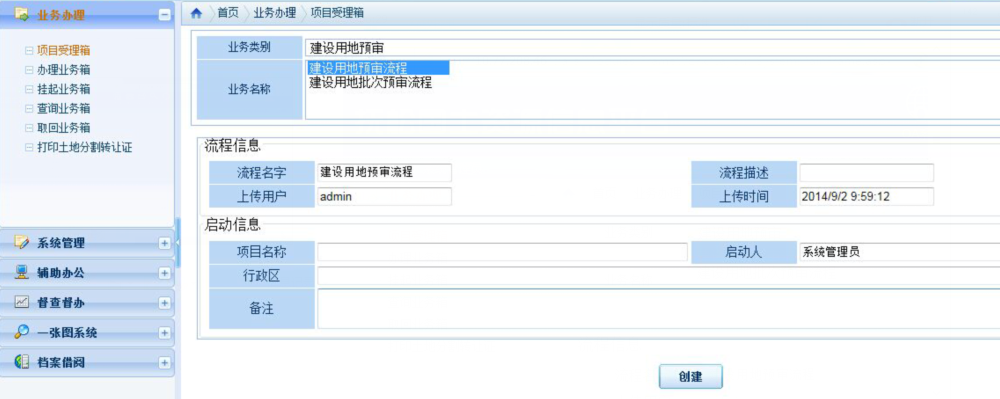 业务办理
项目受理箱
办理业务箱
挂起业务箱
查询业务箱
取回业务箱
打印土地分割转让证
系统管理
辅助办公
督查督办
一张图系统
档案借阅
首页 业务办理 项目受理箱
业务类别 建设用地预审
业务名称 建设用地预审流程
建设用地批次预审流程
流程信息
流程名字 建设用地预审流程 流程描述
上传用户 admin 上传时间 2014/9/2 9:59:12
启动信息
项目名称 启动人 系统管理员
行政区
备注
创建